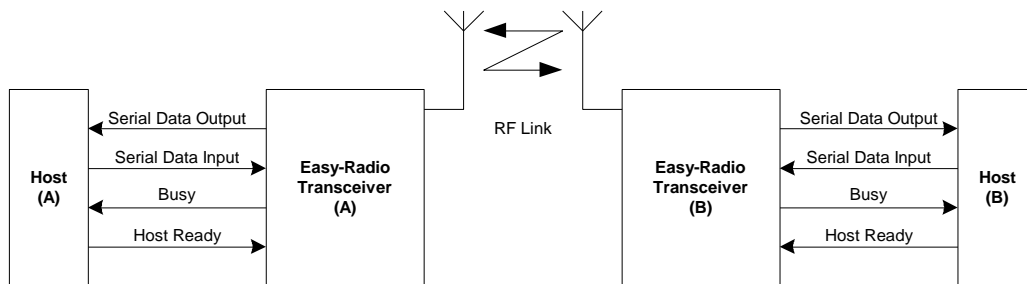 Serial Data Output
Serial Data Input
Busy
Host Ready
Host
(A)
Easy-Radio
Transceiver
(A)
RF Link
Easy-Radio
Transceiver
(B)
Serial Data Output
Serial Data Input
Busy
Host Ready
Host
(B)